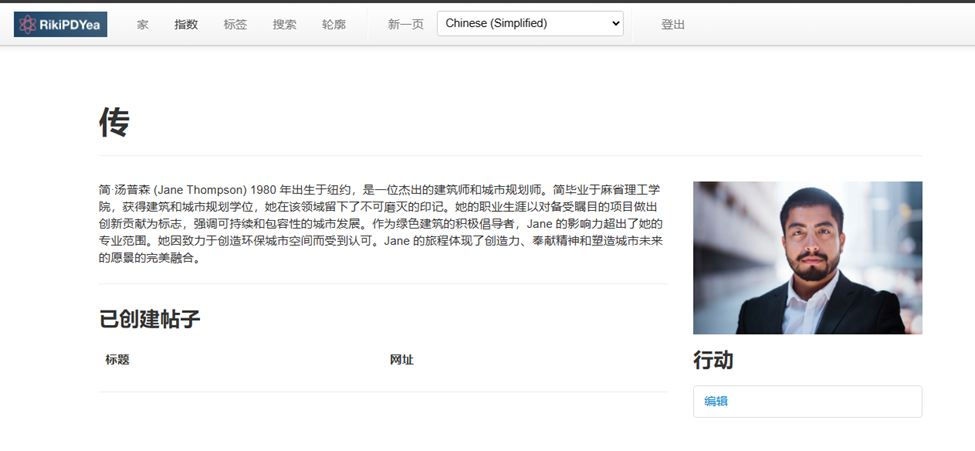 RikiPDYea 家 指数 标签 搜索 轮廓 新一页 Chinese (Simplified) 登出
传
简·汤普森 (Jane Thompson) 1980 年出生于纽约，是一位杰出的建筑师和城市规划师。简毕业于麻省理工学
院，获得建筑和城市规划学位，她在该领域留下了不可磨灭的印记。她的职业生涯以对备受瞩目的项目做出
创新贡献为标志，强调可持续和包容性的城市发展。作为绿色建筑的积极倡导者，Jane 的影响力超出了她的
专业范围。她因致力于创造环保城市空间而受到认可。Jane 的旅程体现了创造力、奉献精神和塑造城市未来
的愿景的完美融合。
已创建帖子
标题 网址
行动
编辑